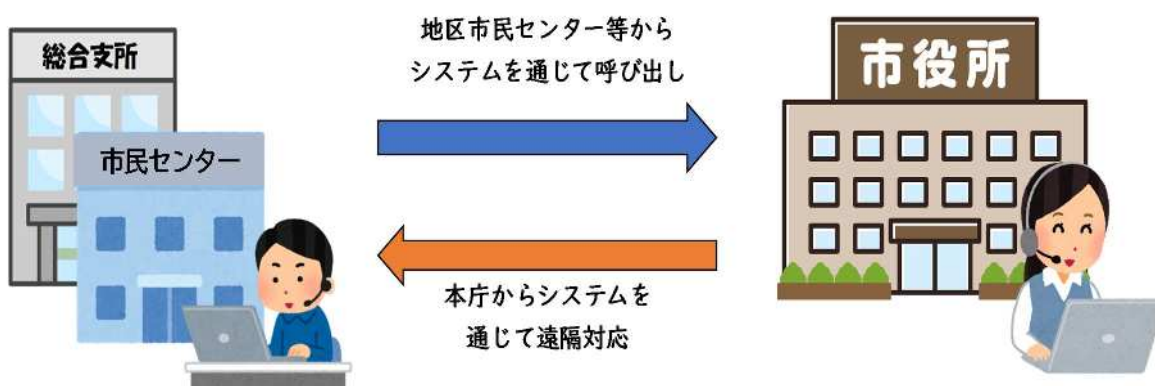 総合支所
市民センター
地区市民センター等から
システムを通じて呼び出し
市役所
本庁からシステムを
通じて遠隔対応